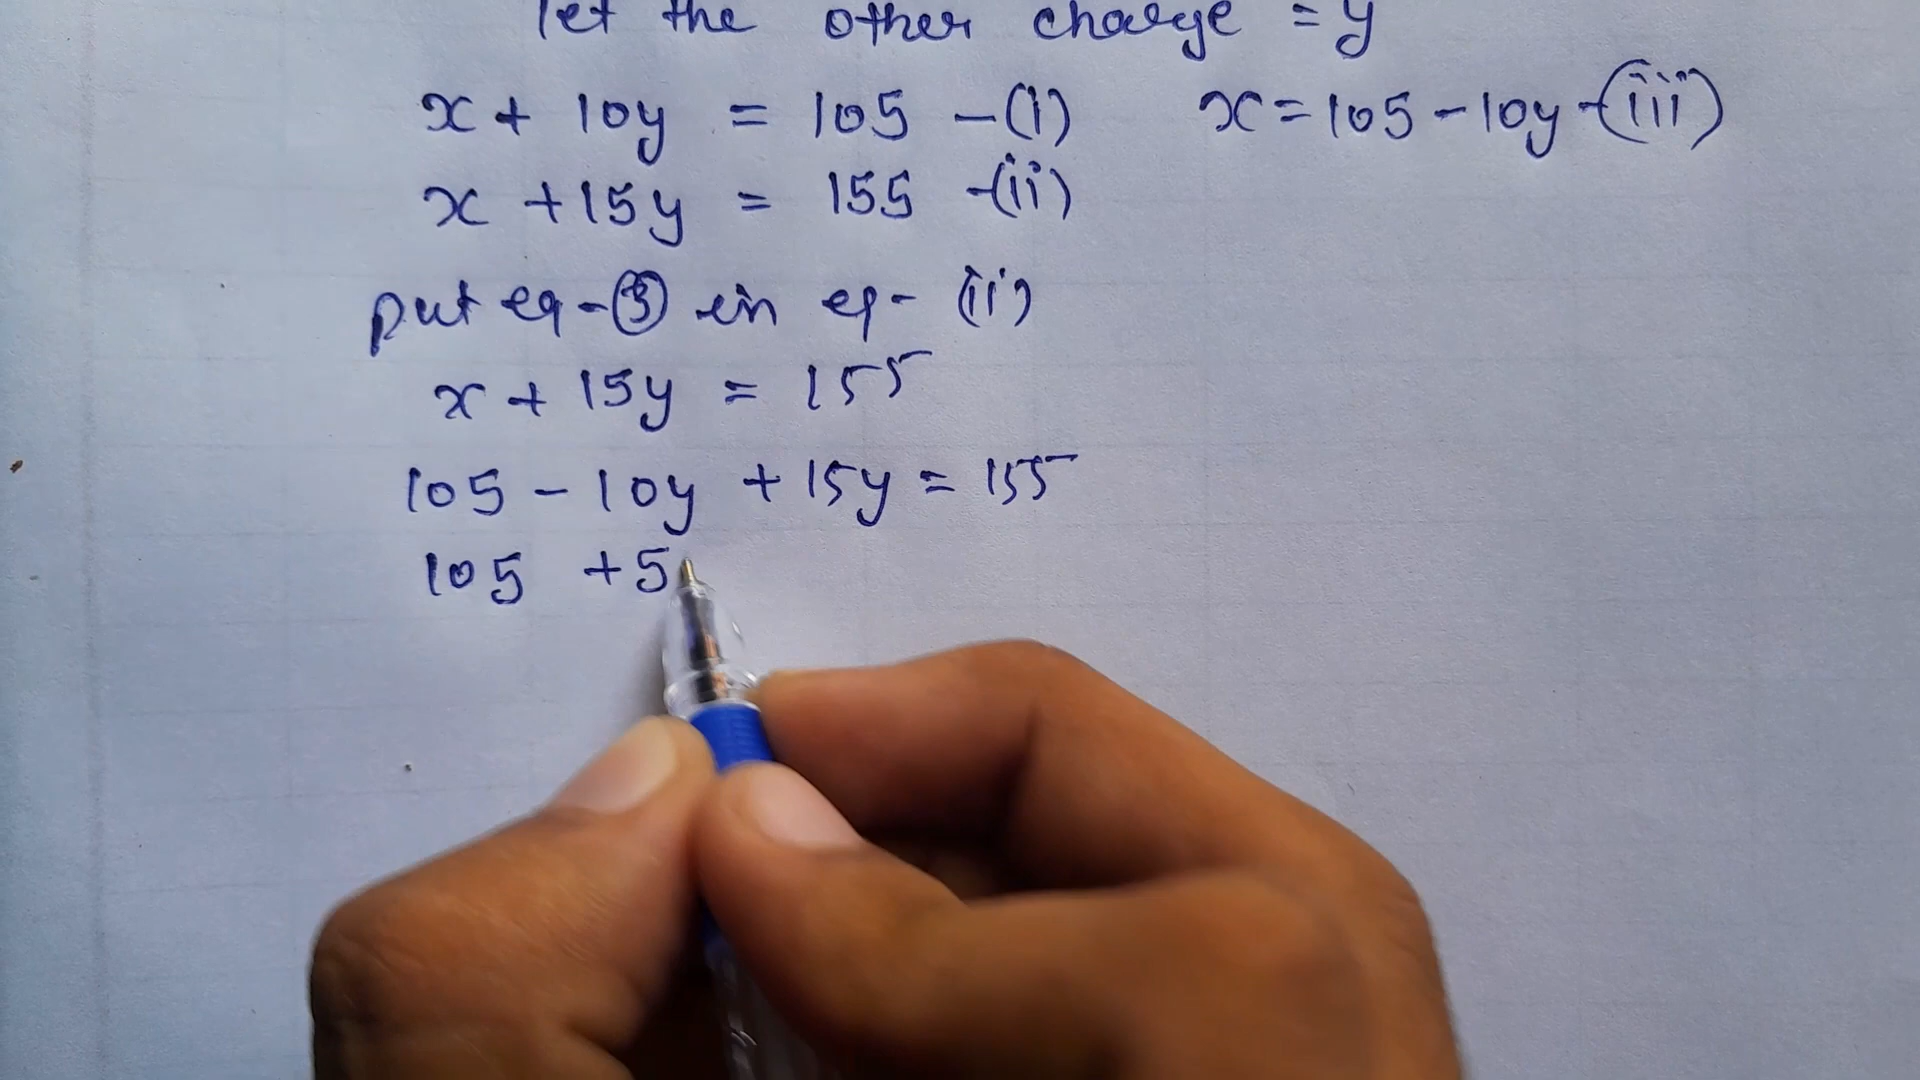 let the other charge = y
x + 10y = 105 -(i) x = 105 - 10y -(iii)
x + 15y = 155 -(ii)
put eq - (3) in eq - (ii)
x + 15y = 155
105 - 10y + 15y = 155
105 + 5